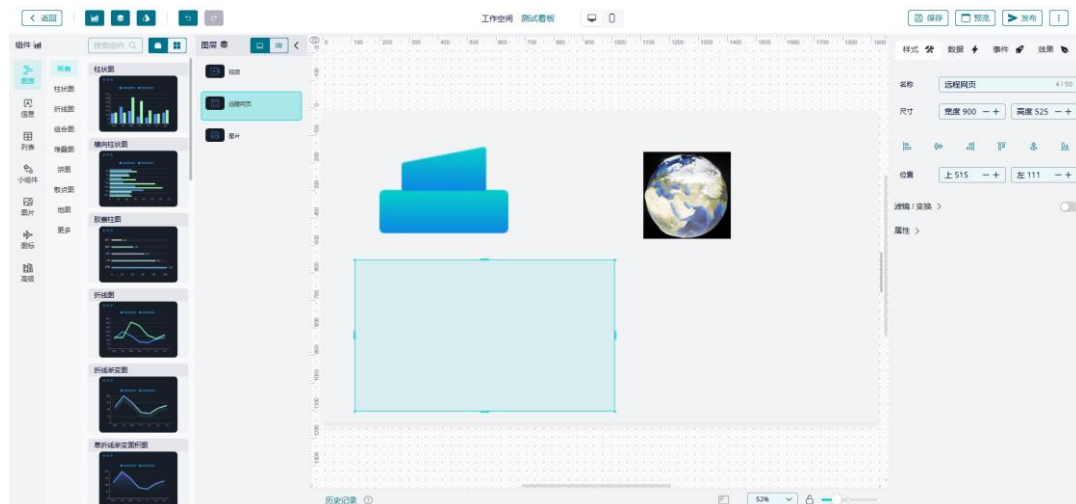 返回
工作空间 测试看板
保存
预览
发布
组件
搜索组件
图层
样式
数据
事件
效果
图表
信息
列表
小组件
图片
图标
高级
所有
柱状图
折线图
组合图
堆叠图
饼图
散点图
地图
更多
柱状图
横向柱状图
胶囊柱图
折线图
折线渐变图
单折线渐变面积图
远程网页
图片
名称 远程网页 4/50
尺寸 宽度 900 高度 525
位置 上 515 左 111
滤镜 / 变换
属性
历史记录
52%